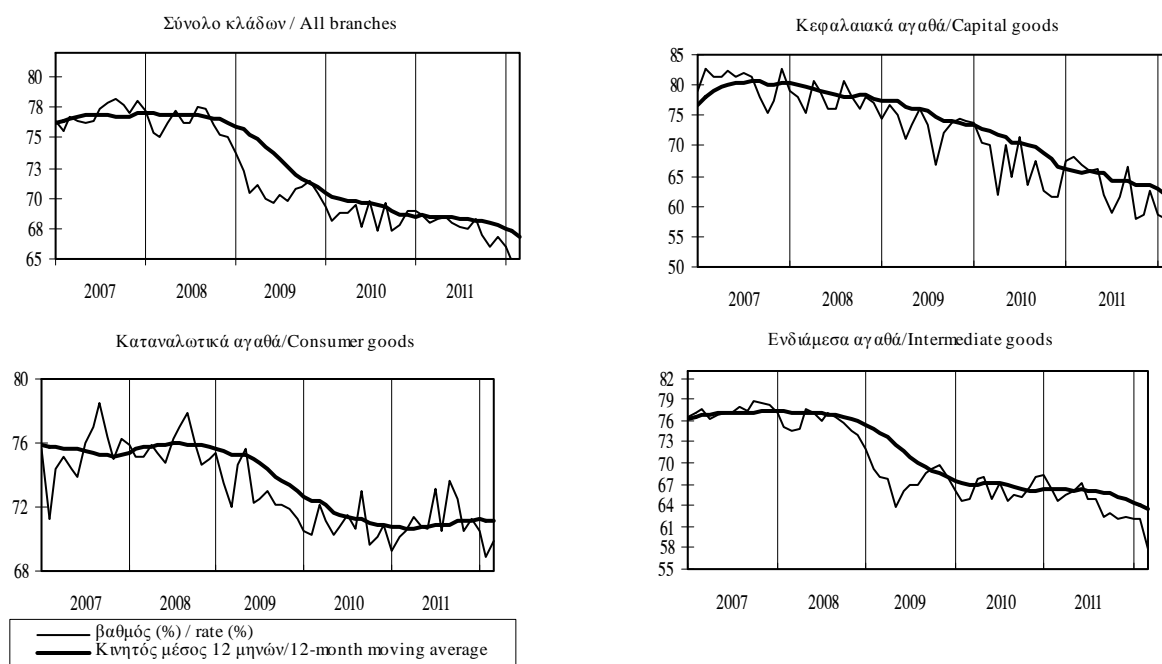 Σύνολο κλάδων / All branches
80
78
75
73
70
68
65
2007 2008 2009 2010 2011
Κεφαλαιακά αγαθά/Capital goods
85
80
75
70
65
60
55
50
2007 2008 2009 2010 2011
Καταναλωτικά αγαθά/Consumer goods
80
76
72
68
2007 2008 2009 2010 2011
Ενδιάμεσα αγαθά/Intermediate goods
82
79
76
73
70
67
64
61
58
55
2007 2008 2009 2010 2011
βαθμός (%) / rate (%)
Κινητός μέσος 12 μηνών/12-month moving average